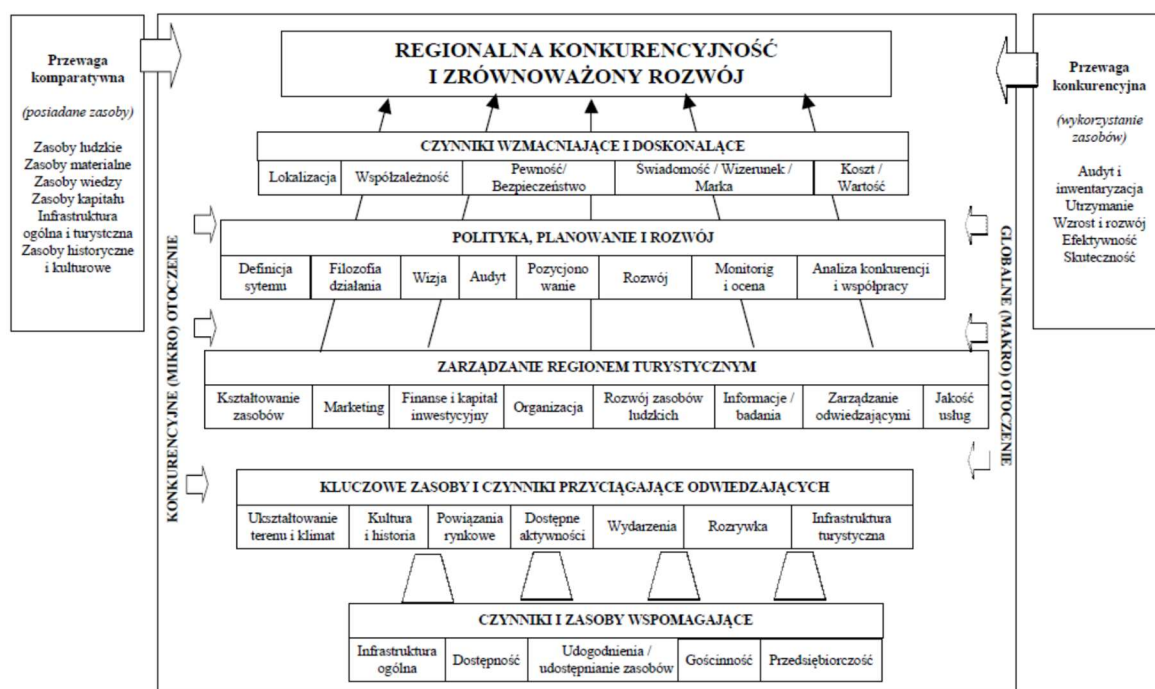 Przewaga
komparatywna
(posiadane zasoby)
Zasoby ludzkie
Zasoby materialne
Zasoby wiedzy
Zasoby kapitału
Infrastruktura
ogólna i turystczna
Zasoby historyczne
i kulturowe
KONKURENCYJNE (MIKRO) OTOCZENIE
REGIONALNA KONKURENCYJNOŚĆ
I ZRÓWNOWAŻONY ROZWÓJ
CZYNNIKI WZMACNIAJĄCE I DOSKONALĄCE
Lokalizacja
Współzależność
Pewność/
Bezpieczeństwo
Świadomość / Wizerunek /
Marka
Koszt /
Wartość
POLITYKA, PLANOWANIE I ROZWÓJ
Definicja
sytemu
Filozofia
działania
Wizja
Audyt
Pozycjono
wanie
Rozwój
Monitorig
i ocena
Analiza konkurencji
i współpracy
ZARZĄDZANIE REGIONEM TURYSTYCZNYM
Kształtowanie
zasobów
Marketing
Finanse i kapitał
inwestycyjny
Organizacja
Rozwój zasobów
ludzkich
Informacje /
badania
Zarządzanie
odwiedzającymi
Jakość
usług
KLUCZOWE ZASOBY I CZYNNIKI PRZYCIĄGAJĄCE ODWIEDZAJĄCYCH
Ukształtowanie
terenu i klimat
Kultura
i historia
Powiązania
rynkowe
Dostępne
aktywności
Wydarzenia
Rozrywka
Infrastruktura
turystyczna
CZYNNIKI I ZASOBY WSPOMAGAJĄCE
Infrastruktura
ogólna
Dostępność
Udogodnienia /
udostępnianie zasobów
Gościnność
Przedsiębiorczość
GLOBALNE (MAKRO) OTOCZENIE
Przewaga
konkurencyjna
(wykorzystanie
zasobów)
Audyt i
inwentaryzacja
Utrzymanie
Wzrost i rozwój
Efektywność
Skuteczność